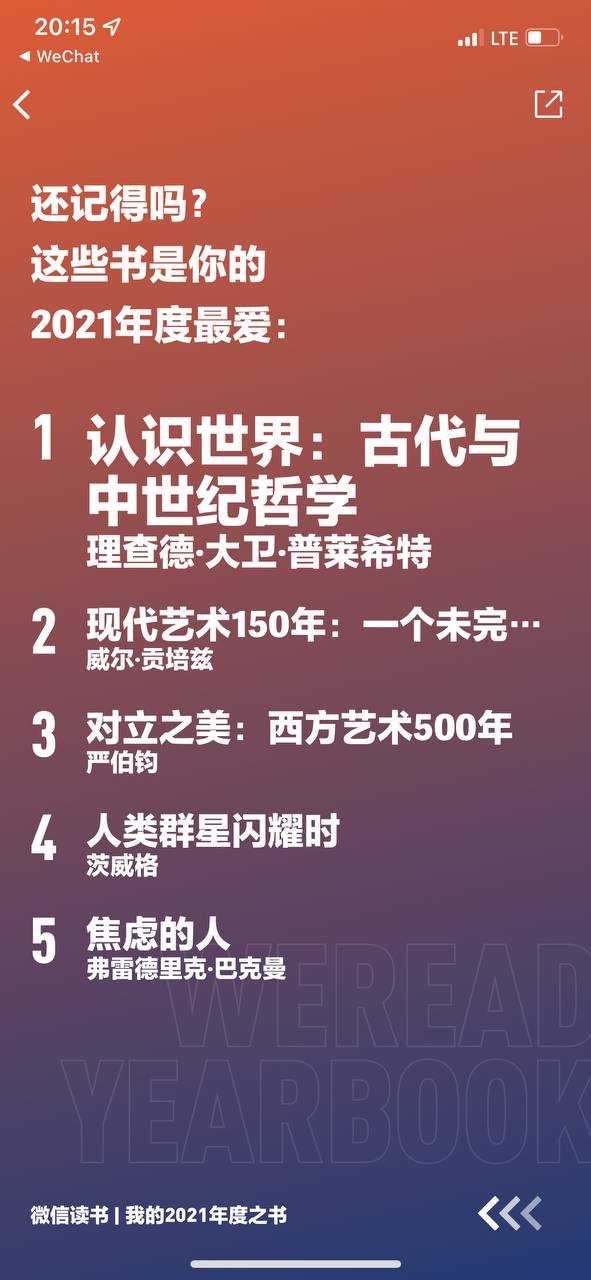 20:15
LTE
◀ WeChat
还记得吗?
这些书是你的
2021年度最爱:
1
认识世界：古代与
中世纪哲学
理查德·大卫·普莱希特
2
现代艺术150年：一个未完…
威尔·贡培兹
3
对立之美：西方艺术500年
严伯钧
4
人类群星闪耀时
茨威格
5
焦虑的人
弗雷德里克·巴克曼
WEREAD
YEARBOOK
微信读书 | 我的2021年度之书